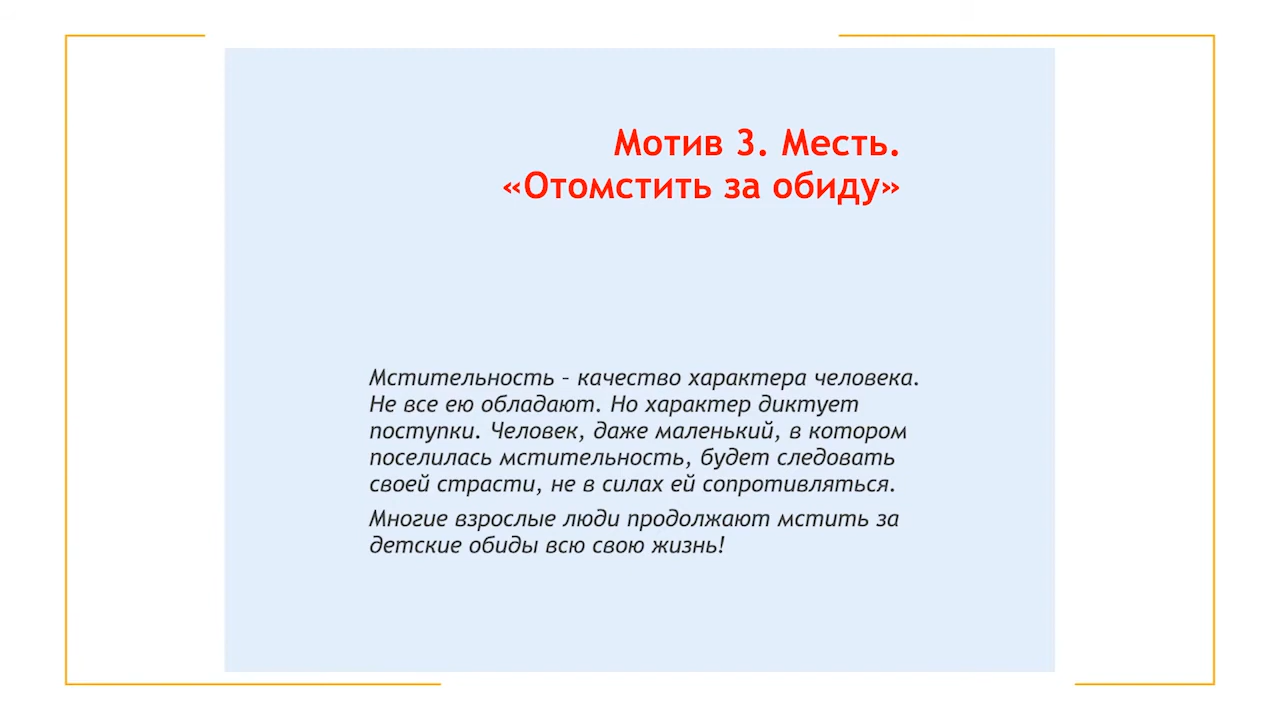 Мотив 3. Месть.
«Отомстить за обиду»
Мстительность – качество характера человека.
Не все ею обладают. Но характер диктует
поступки. Человек, даже маленький, в котором
поселилась мстительность, будет следовать
своей страсти, не в силах ей сопротивляться.
Многие взрослые люди продолжают мстить за
детские обиды всю свою жизнь!